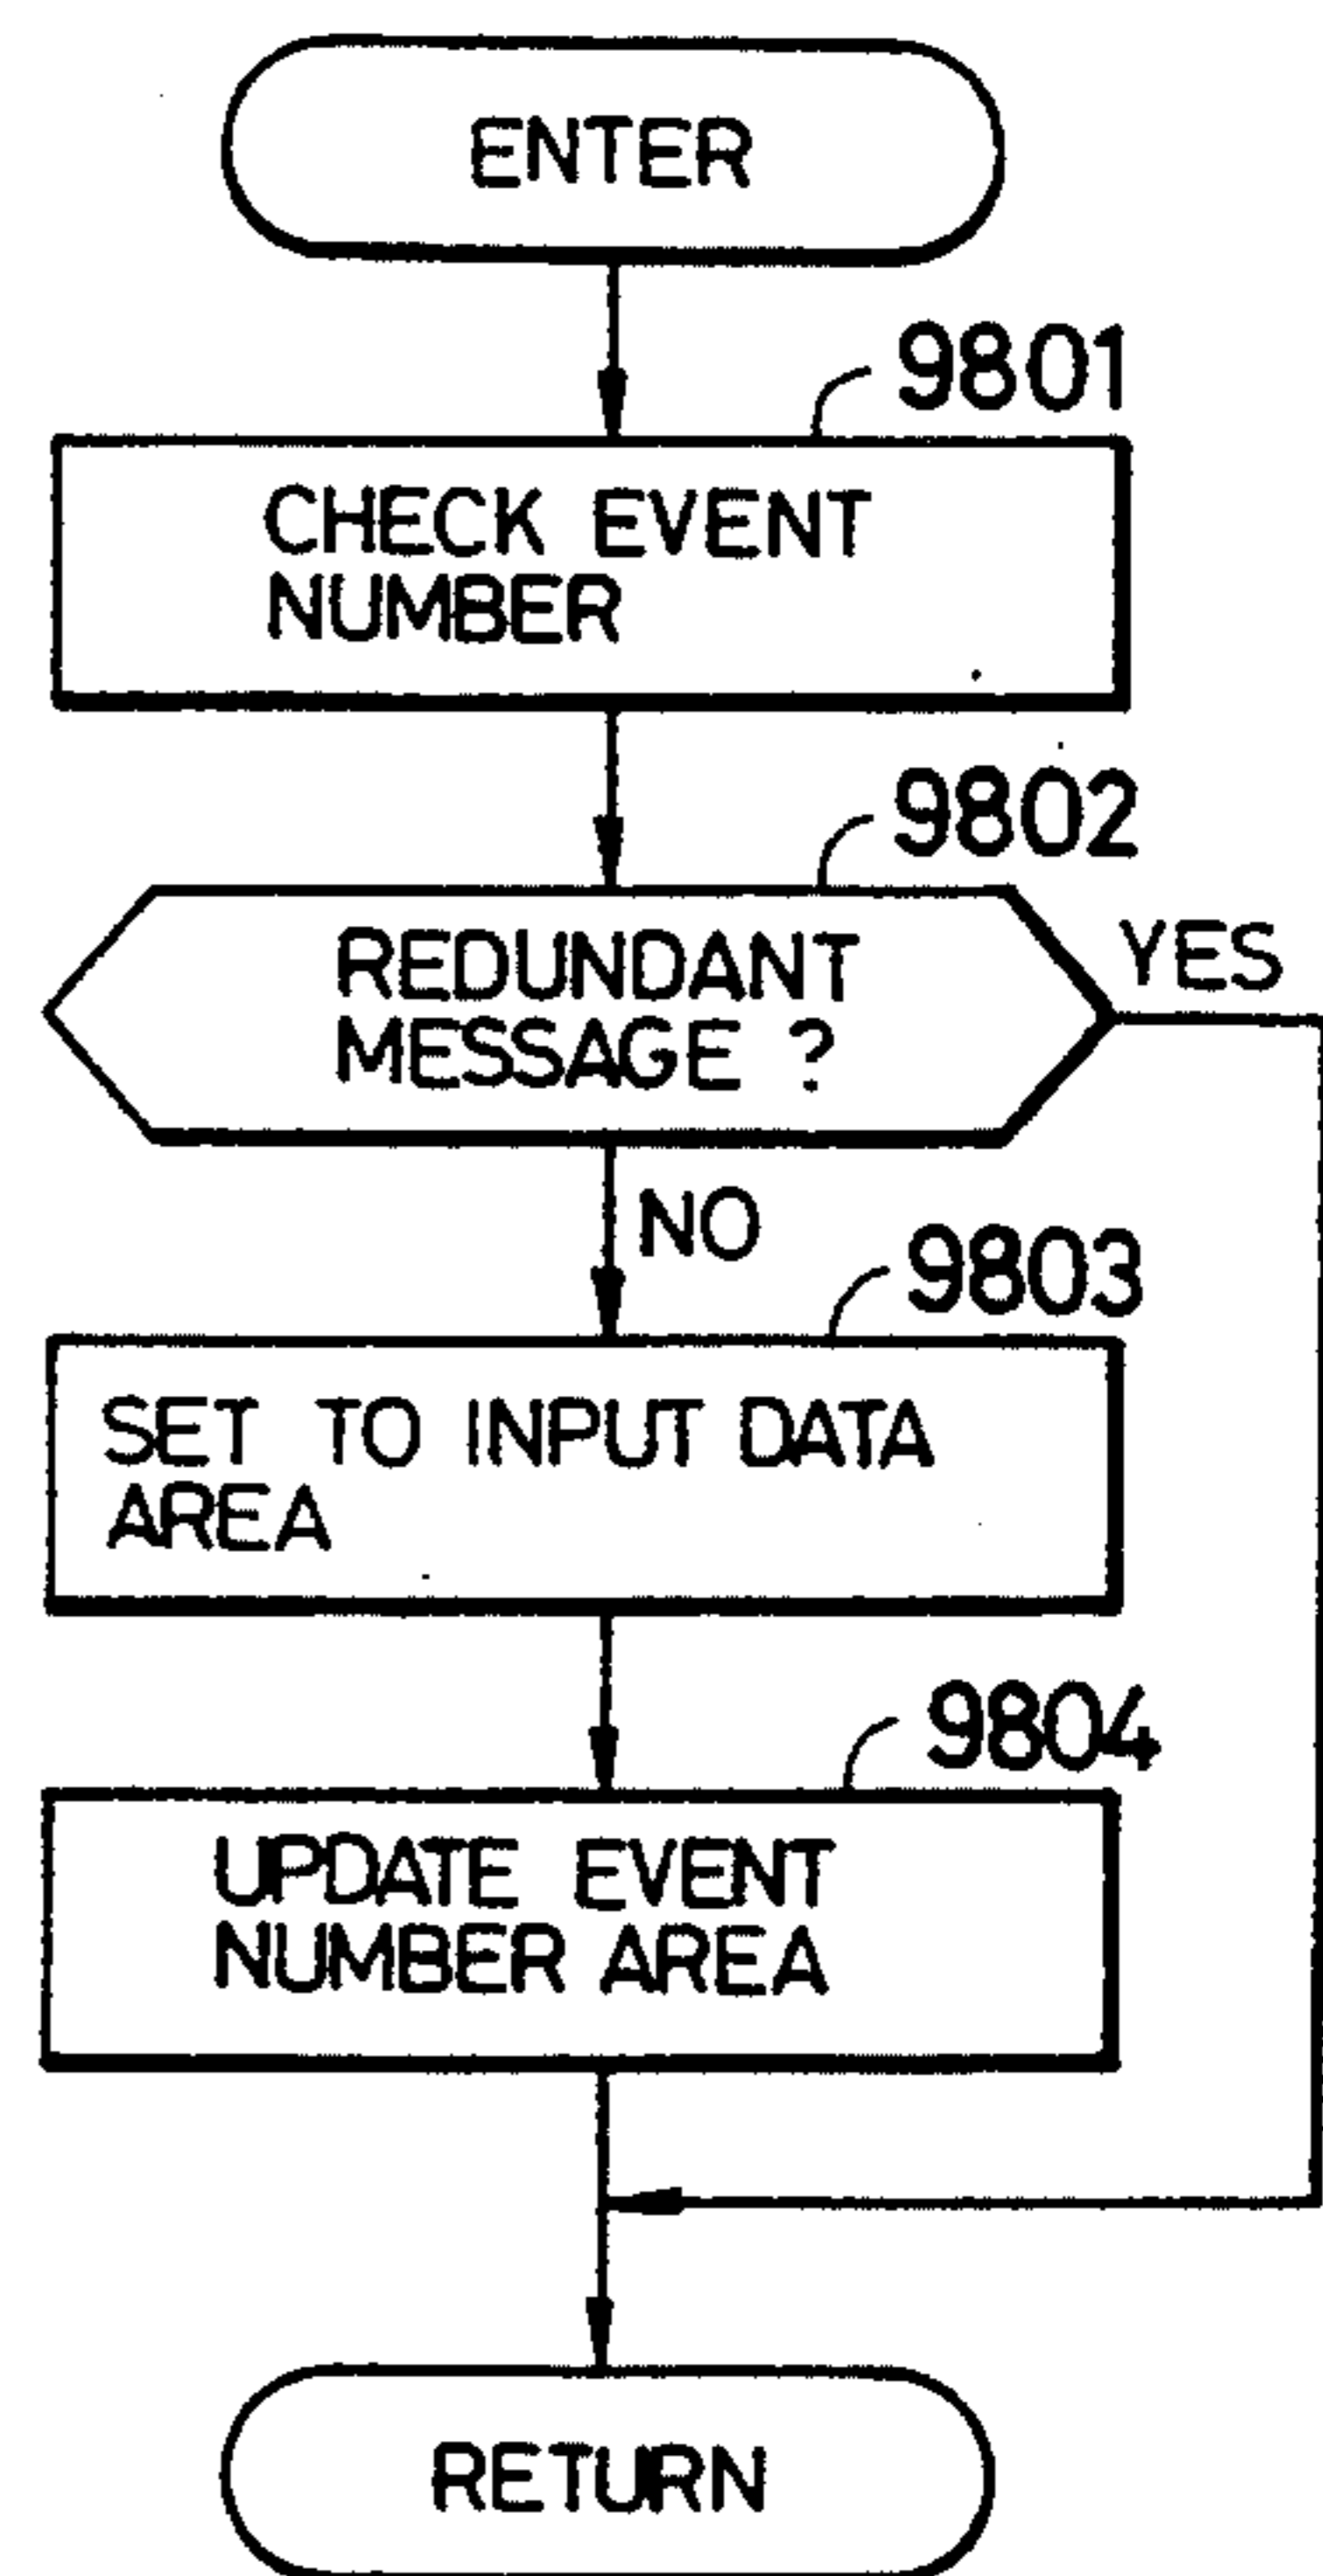 ENTER
9801
CHECK EVENT
NUMBER
9802
REDUNDANT
MESSAGE ?
YES
NO
9803
SET TO INPUT DATA
AREA
9804
UPDATE EVENT
NUMBER AREA
RETURN